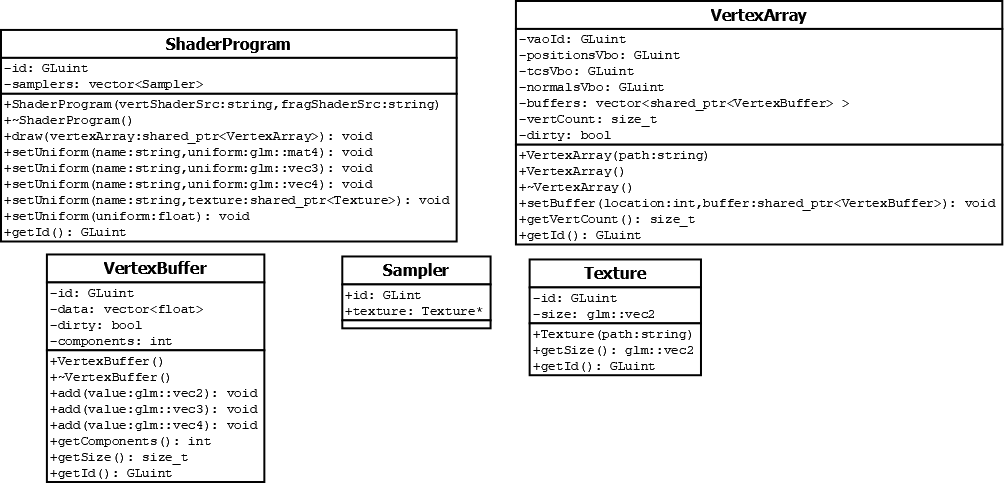 ShaderProgram
-id: GLuint
-samplers: vector<Sampler>
+ShaderProgram(vertShaderSrc:string,fragShaderSrc:string)
+~ShaderProgram()
+draw(vertexArray:shared_ptr<VertexArray>): void
+setUniform(name:string,uniform:glm::mat4): void
+setUniform(name:string,uniform:glm::vec3): void
+setUniform(name:string,uniform:glm::vec4): void
+setUniform(name:string,texture:shared_ptr<Texture>): void
+setUniform(uniform:float): void
+getId(): GLuint
VertexArray
-vaoId: GLuint
-positionsVbo: GLuint
-tcsVbo: GLuint
-normalsVbo: GLuint
-buffers: vector<shared_ptr<VertexBuffer> >
-vertCount: size_t
-dirty: bool
+VertexArray(path:string)
+VertexArray()
+~VertexArray()
+setBuffer(location:int,buffer:shared_ptr<VertexBuffer>): void
+getVertCount(): size_t
+getId(): GLuint
VertexBuffer
-id: GLuint
-data: vector<float>
-dirty: bool
-components: int
+VertexBuffer()
+~VertexBuffer()
+add(value:glm::vec2): void
+add(value:glm::vec3): void
+add(value:glm::vec4): void
+getComponents(): int
+getSize(): size_t
+getId(): GLuint
Sampler
+id: GLint
+texture: Texture*
Texture
-id: GLuint
-size: glm::vec2
+Texture(path:string)
+getSize(): glm::vec2
+getId(): GLuint